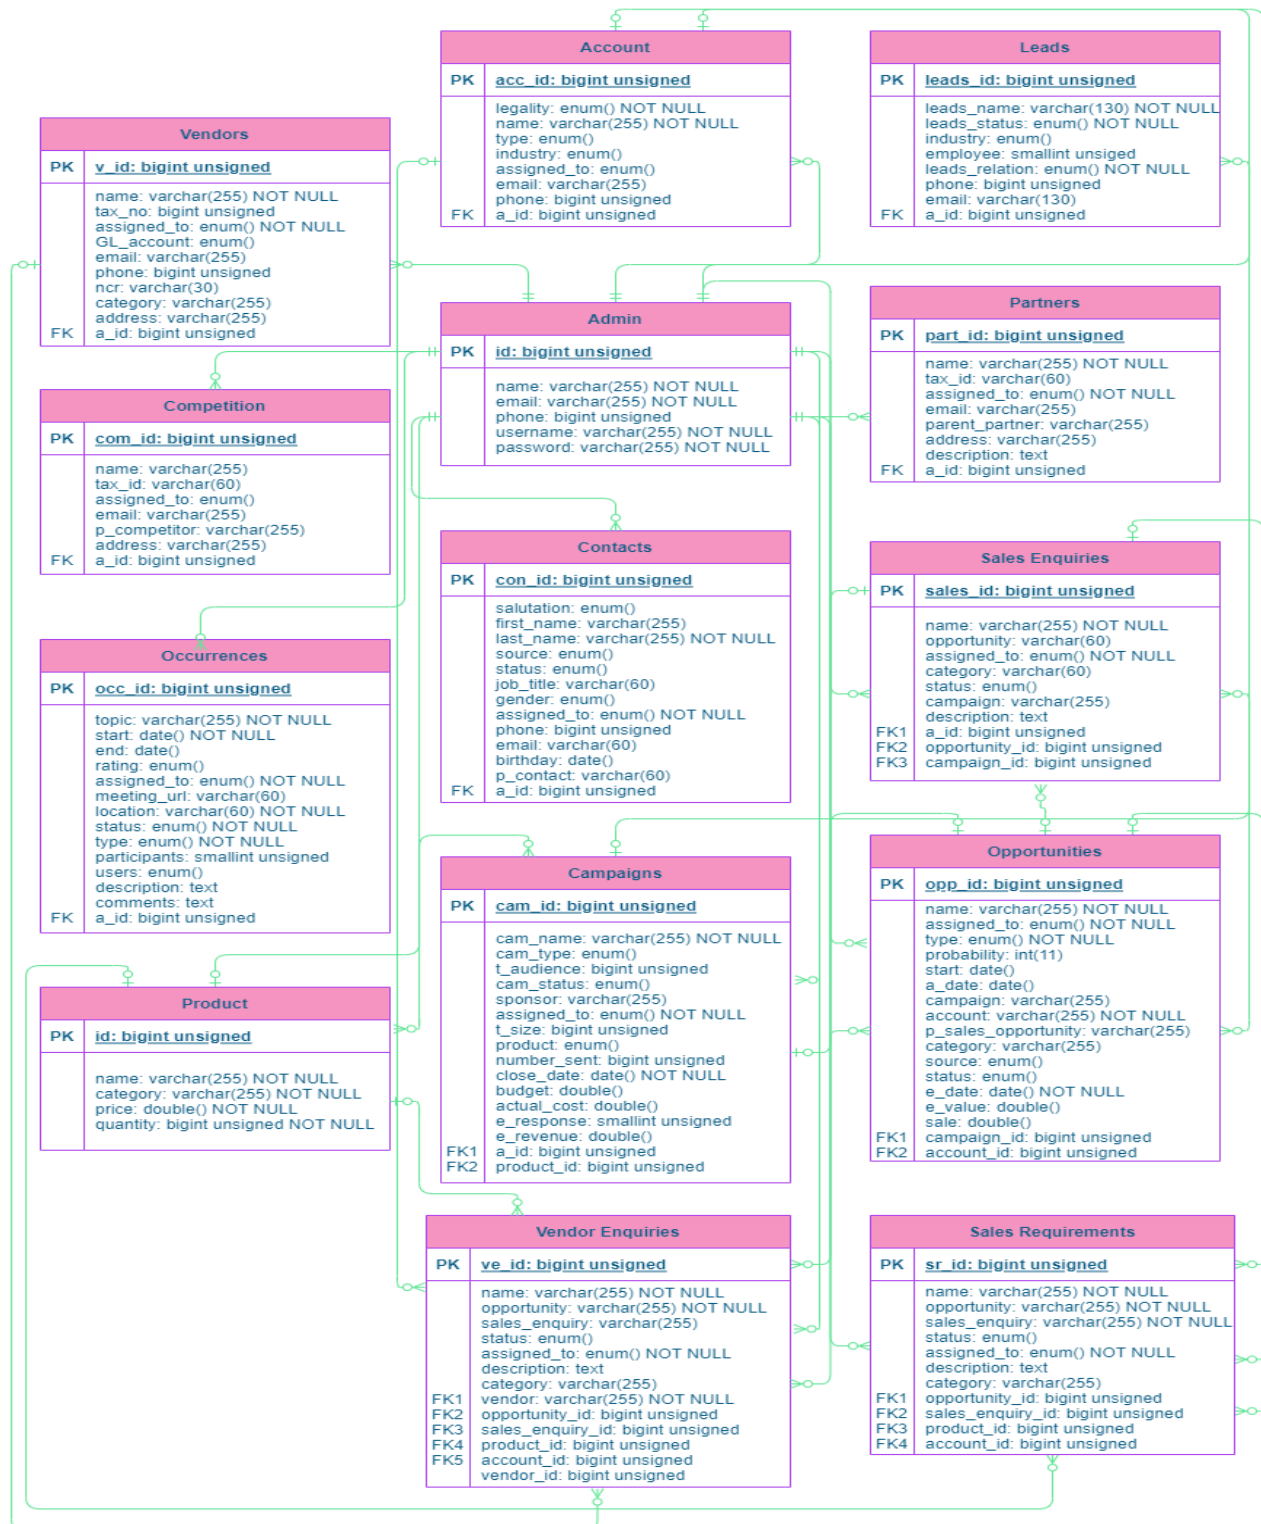 Account
PK acc_id: bigint unsigned
legality: enum() NOT NULL
name: varchar(255) NOT NULL
type: enum()
industry: enum()
assigned_to: enum()
email: varchar(255)
phone: bigint unsigned
FK a_id: bigint unsigned
Leads
PK leads_id: bigint unsigned
leads_name: varchar(130) NOT NULL
leads_status: enum() NOT NULL
industry: enum()
employee: smallint unsiged
leads_relation: enum() NOT NULL
phone: bigint unsigned
email: varchar(130)
FK a_id: bigint unsigned
Vendors
PK v_id: bigint unsigned
name: varchar(255) NOT NULL
tax_no: bigint unsigned
assigned_to: enum() NOT NULL
GL_account: enum()
email: varchar(255)
phone: bigint unsigned
ncr: varchar(30)
category: varchar(255)
address: varchar(255)
FK a_id: bigint unsigned
Admin
PK id: bigint unsigned
name: varchar(255) NOT NULL
email: varchar(255) NOT NULL
phone: bigint unsigned
username: varchar(255) NOT NULL
password: varchar(255) NOT NULL
Partners
PK part_id: bigint unsigned
name: varchar(255) NOT NULL
tax_id: varchar(60)
assigned_to: enum() NOT NULL
email: varchar(255)
parent_partner: varchar(255)
address: varchar(255)
description: text
FK a_id: bigint unsigned
Competition
PK com_id: bigint unsigned
name: varchar(255)
tax_id: varchar(60)
assigned_to: enum()
email: varchar(255)
p_competitor: varchar(255)
address: varchar(255)
FK a_id: bigint unsigned
Contacts
PK con_id: bigint unsigned
salutation: enum()
first_name: varchar(255)
last_name: varchar(255) NOT NULL
source: enum()
status: enum()
job_title: varchar(60)
gender: enum()
assigned_to: enum() NOT NULL
phone: bigint unsigned
email: varchar(60)
birthday: date()
p_contact: varchar(60)
FK a_id: bigint unsigned
Sales Enquiries
PK sales_id: bigint unsigned
name: varchar(255) NOT NULL
opportunity: varchar(60)
assigned_to: enum() NOT NULL
category: varchar(60)
status: enum()
campaign: varchar(255)
description: text
FK1 a_id: bigint unsigned
FK2 opportunity_id: bigint unsigned
FK3 campaign_id: bigint unsigned
Occurrences
PK occ_id: bigint unsigned
topic: varchar(255) NOT NULL
start: date() NOT NULL
end: date()
rating: enum()
assigned_to: enum() NOT NULL
meeting_url: varchar(60)
location: varchar(60) NOT NULL
status: enum() NOT NULL
type: enum() NOT NULL
participants: smallint unsigned
users: enum()
description: text
comments: text
FK a_id: bigint unsigned
Campaigns
PK cam_id: bigint unsigned
cam_name: varchar(255) NOT NULL
cam_type: enum()
t_audience: bigint unsigned
cam_status: enum()
sponsor: varchar(255)
assigned_to: enum() NOT NULL
t_size: bigint unsigned
product: enum()
number_sent: bigint unsigned
close_date: date() NOT NULL
budget: double()
actual_cost: double()
e_response: smallint unsigned
e_revenue: double()
FK1 a_id: bigint unsigned
FK2 product_id: bigint unsigned
Opportunities
PK opp_id: bigint unsigned
name: varchar(255) NOT NULL
assigned_to: enum() NOT NULL
type: enum() NOT NULL
probability: int(11)
start: date()
a_date: date()
campaign: varchar(255)
account: varchar(255) NOT NULL
p_sales_opportunity: varchar(255)
category: varchar(255)
source: enum()
status: enum()
e_date: date() NOT NULL
e_value: double()
sale: double()
FK1 campaign_id: bigint unsigned
FK2 account_id: bigint unsigned
Product
PK id: bigint unsigned
name: varchar(255) NOT NULL
category: varchar(255) NOT NULL
price: double() NOT NULL
quantity: bigint unsigned NOT NULL
Vendor Enquiries
PK ve_id: bigint unsigned
name: varchar(255) NOT NULL
opportunity: varchar(255) NOT NULL
sales_enquiry: varchar(255)
status: enum()
assigned_to: enum() NOT NULL
description: text
category: varchar(255)
FK1 vendor: varchar(255) NOT NULL
FK2 opportunity_id: bigint unsigned
FK3 sales_enquiry_id: bigint unsigned
FK4 product_id: bigint unsigned
FK5 account_id: bigint unsigned
vendor_id: bigint unsigned
Sales Requirements
PK sr_id: bigint unsigned
name: varchar(255) NOT NULL
opportunity: varchar(255) NOT NULL
sales_enquiry: varchar(255) NOT NULL
status: enum()
assigned_to: enum() NOT NULL
description: text
category: varchar(255)
FK1 opportunity_id: bigint unsigned
FK2 sales_enquiry_id: bigint unsigned
FK3 product_id: bigint unsigned
FK4 account_id: bigint unsigned